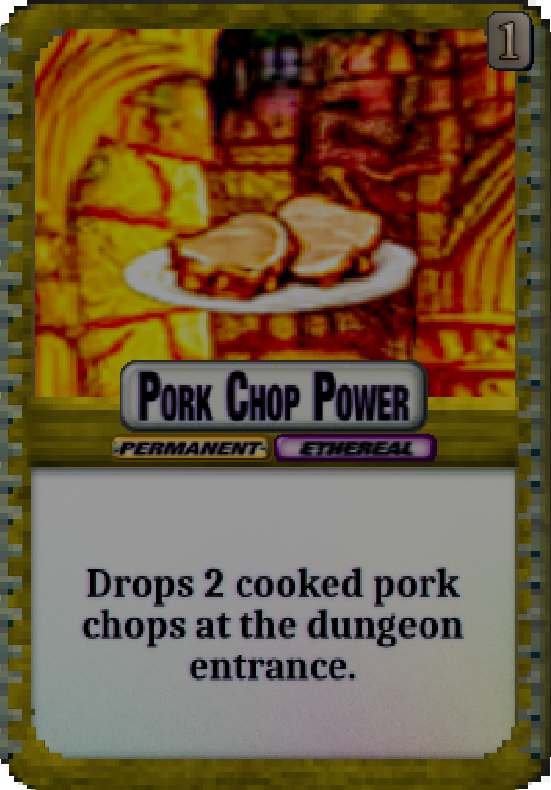 1
Pork Chop Power
-PERMANENT-
ETHEREAL
Drops 2 cooked pork
chops at the dungeon
entrance.